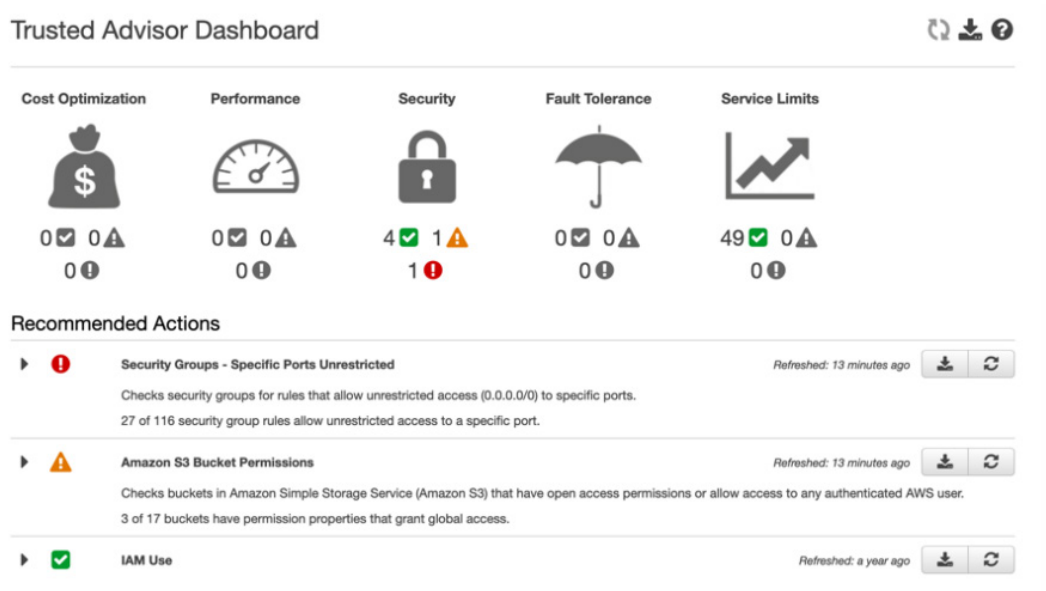 Trusted Advisor Dashboard
Cost Optimization Performance Security Fault Tolerance Service Limits
$
0 0 0 0 4 1 0 0 49 0
0 0 1 0 0
Recommended Actions
Security Groups - Specific Ports Unrestricted Refreshed: 13 minutes ago
Checks security groups for rules that allow unrestricted access (0.0.0.0/0) to specific ports.
27 of 116 security group rules allow unrestricted access to a specific port.
Amazon S3 Bucket Permissions Refreshed: 13 minutes ago
Checks buckets in Amazon Simple Storage Service (Amazon S3) that have open access permissions or allow access to any authenticated AWS user.
3 of 17 buckets have permission properties that grant global access.
IAM Use Refreshed: a year ago